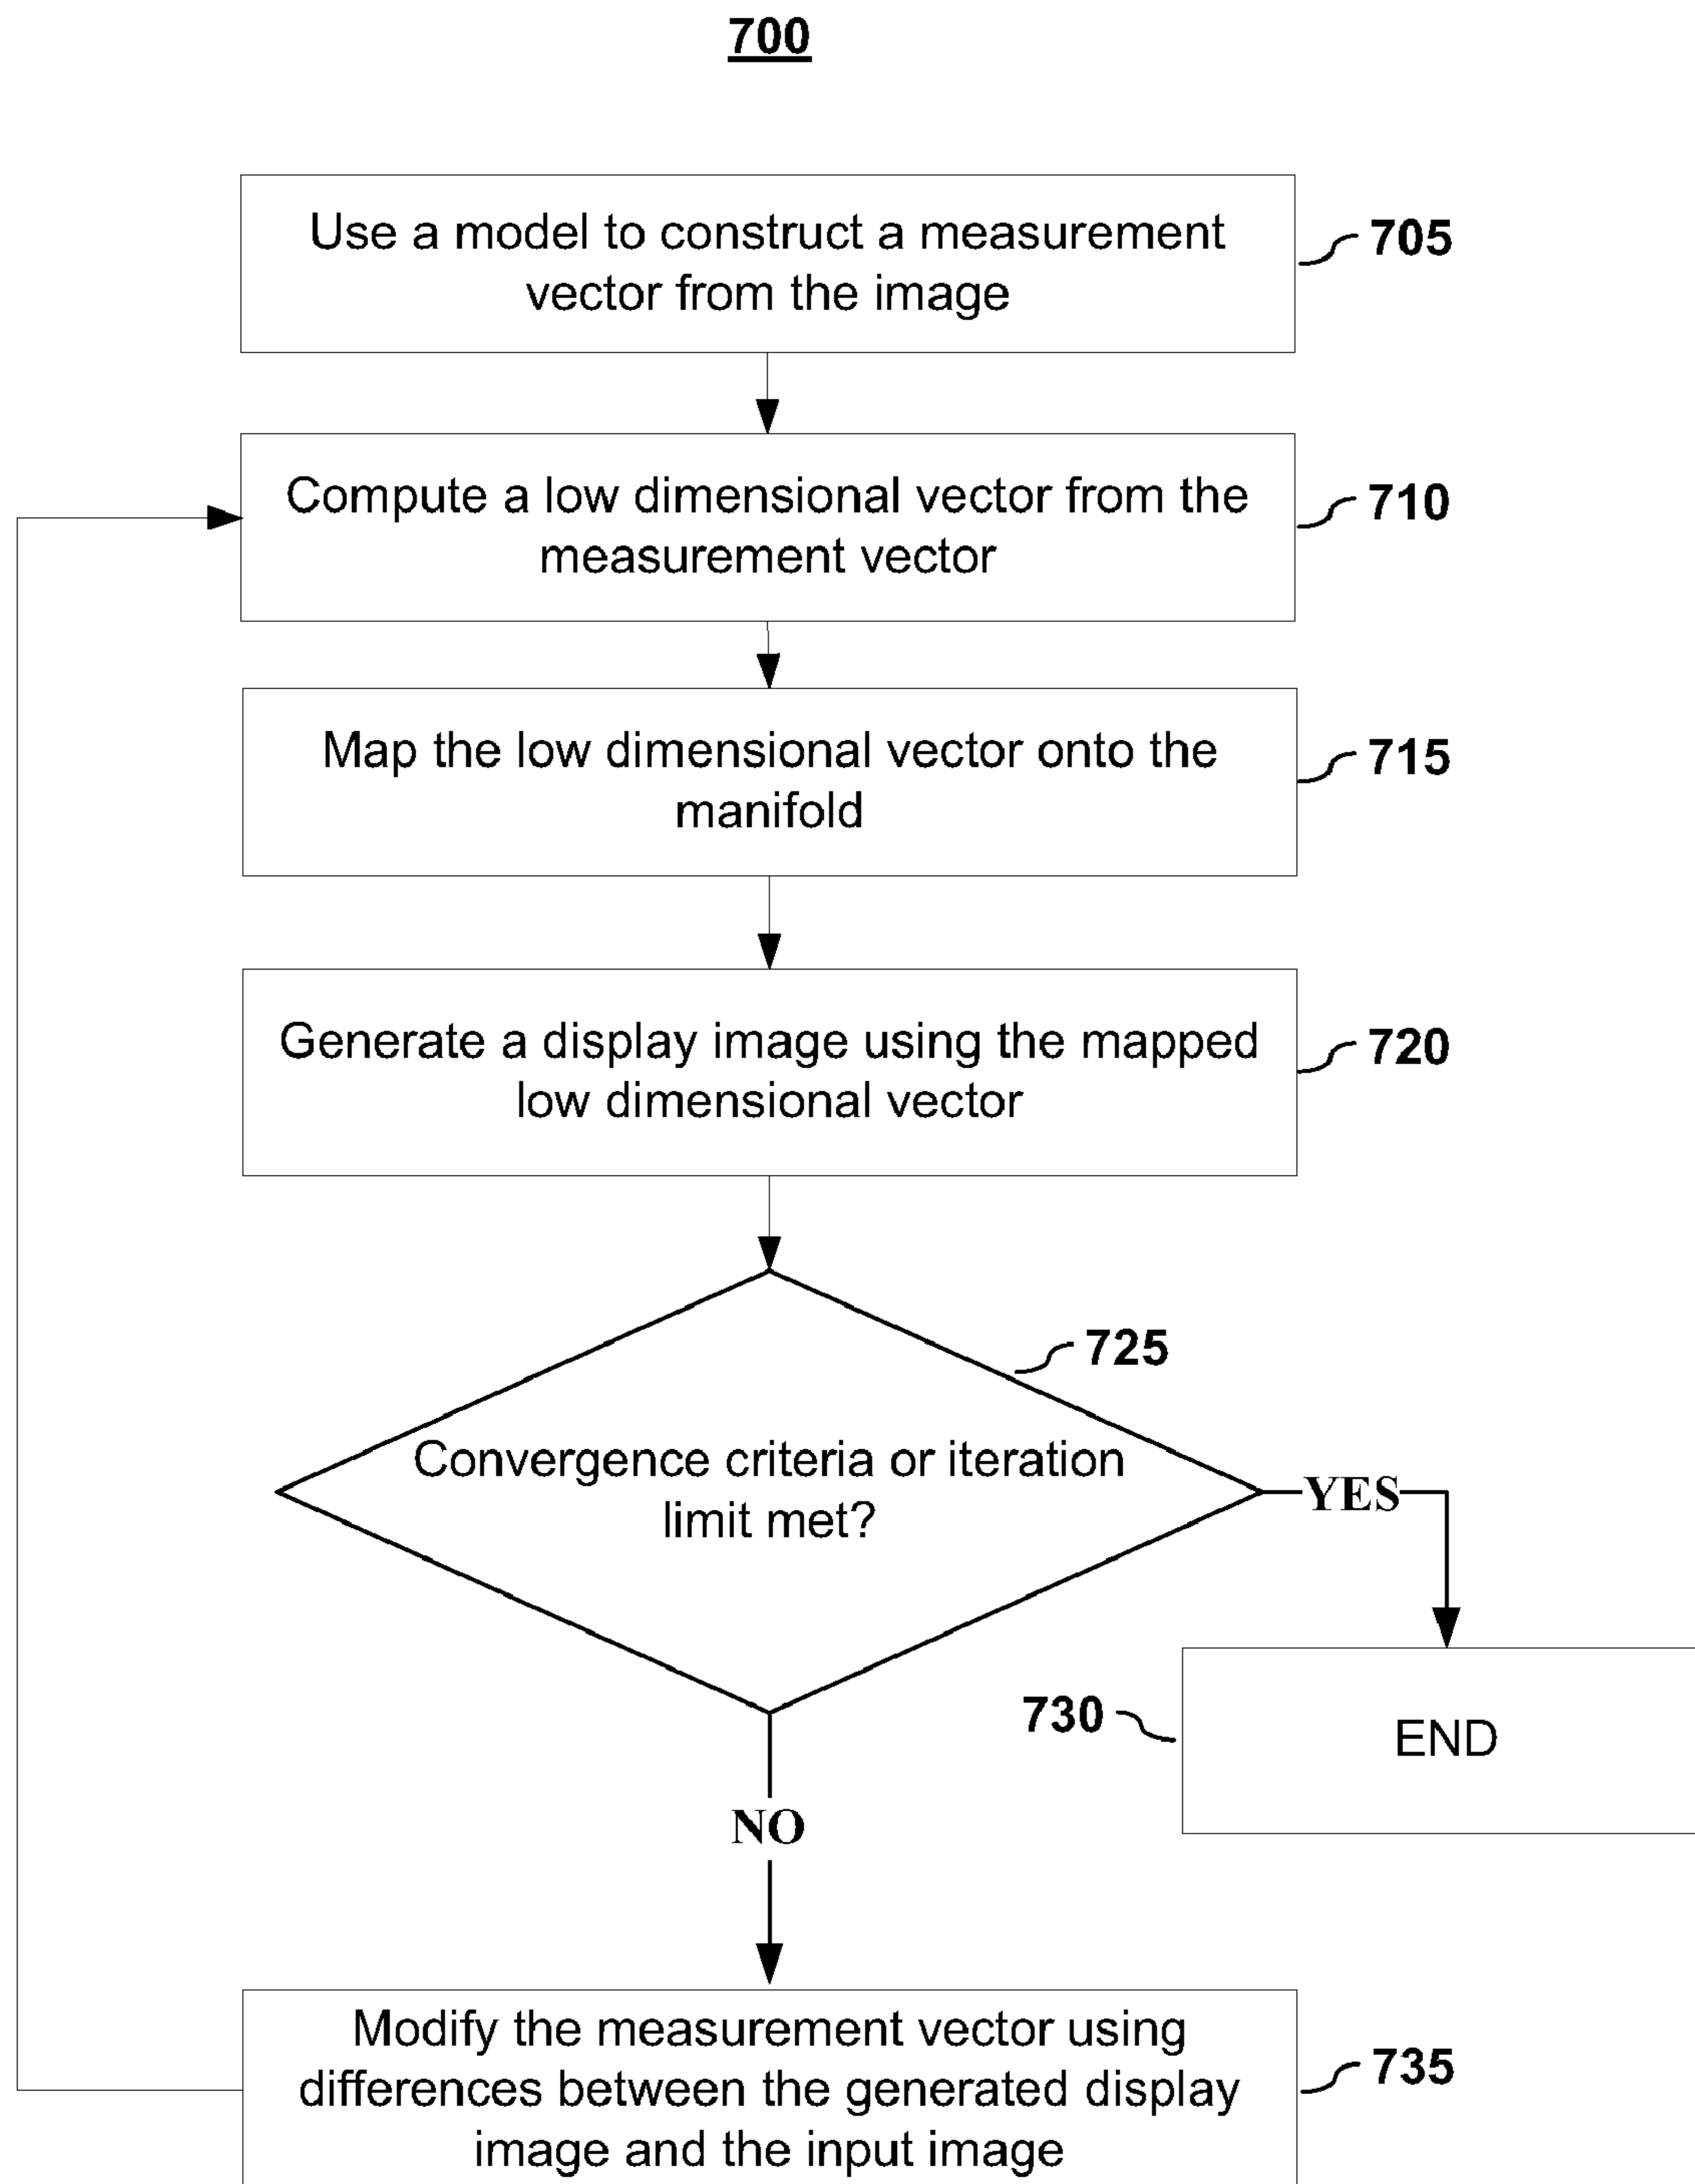 700
Use a model to construct a measurement
vector from the image
705
Compute a low dimensional vector from the
measurement vector
710
Map the low dimensional vector onto the
manifold
715
Generate a display image using the mapped
low dimensional vector
720
725
Convergence criteria or iteration
limit met?
YES
730
END
NO
Modify the measurement vector using
differences between the generated display
image and the input image
735